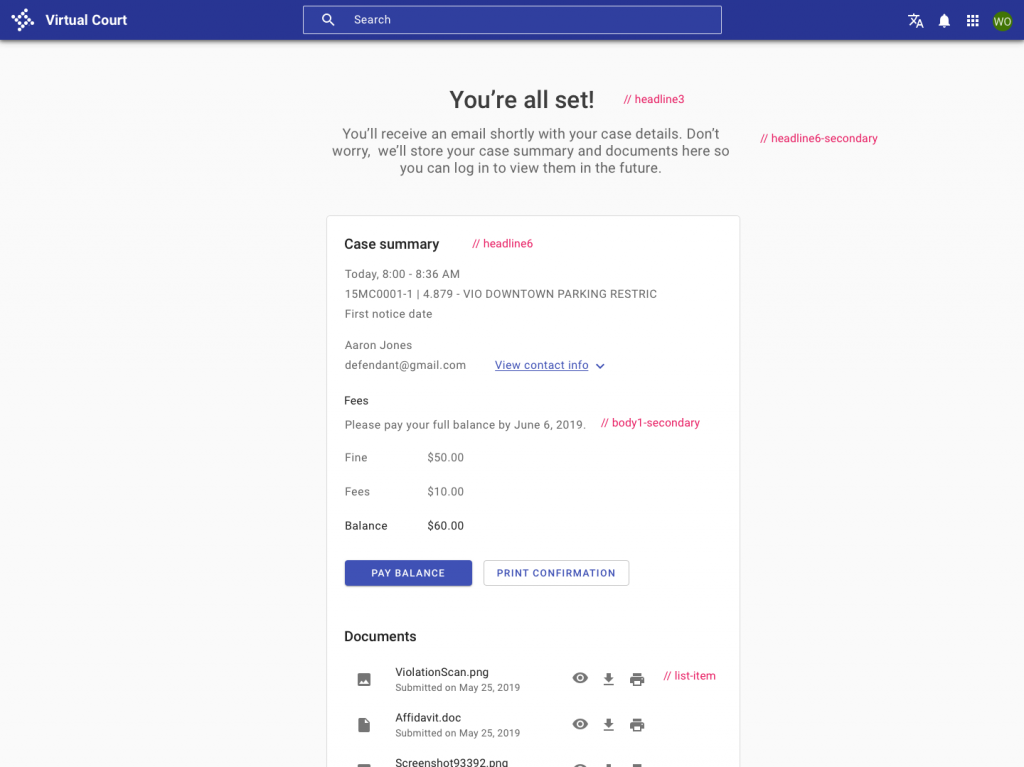 Virtual Court
Search
WO
You’re all set! // headline3
You’ll receive an email shortly with your case details. Don’t
worry,  we’ll store your case summary and documents here so
you can log in to view them in the future.
// headline6-secondary
Case summary // headline6
Today, 8:00 - 8:36 AM
15MC0001-1 | 4.879 - VIO DOWNTOWN PARKING RESTRIC
First notice date
Aaron Jones
defendant@gmail.com View contact info
Fees
Please pay your full balance by June 6, 2019. // body1-secondary
Fine $50.00
Fees $10.00
Balance $60.00
PAY BALANCE PRINT CONFIRMATION
Documents
ViolationScan.png
Submitted on May 25, 2019
// list-item
Affidavit.doc
Submitted on May 25, 2019
Screenshot93392.png